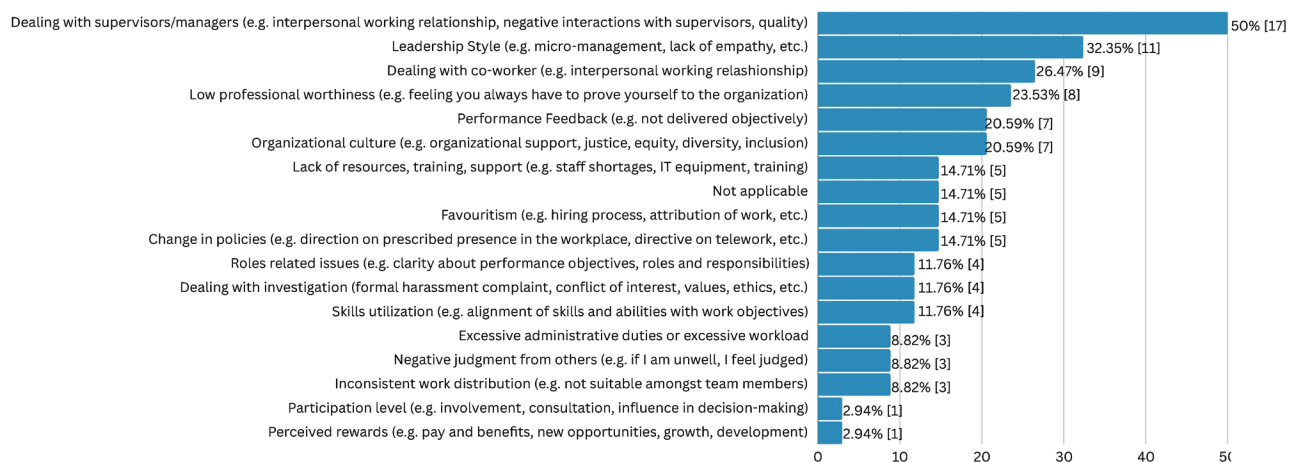 Dealing with supervisors/managers (e.g. interpersonal working relationship, negative interactions with supervisors, quality) 50% [17]
Leadership Style (e.g. micro-management, lack of empathy, etc.) 32.35% [11]
Dealing with co-worker (e.g. interpersonal working relashionship) 26.47% [9]
Low professional worthiness (e.g. feeling you always have to prove yourself to the organization) 23.53% [8]
Performance Feedback (e.g. not delivered objectively) 20.59% [7]
Organizational culture (e.g. organizational support, justice, equity, diversity, inclusion) 20.59% [7]
Lack of resources, training, support (e.g. staff shortages, IT equipment, training) 14.71% [5]
Not applicable 14.71% [5]
Favouritism (e.g. hiring process, attribution of work, etc.) 14.71% [5]
Change in policies (e.g. direction on prescribed presence in the workplace, directive on telework, etc.) 14.71% [5]
Roles related issues (e.g. clarity about performance objectives, roles and responsibilities) 11.76% [4]
Dealing with investigation (formal harassment complaint, conflict of interest, values, ethics, etc.) 11.76% [4]
Skills utilization (e.g. alignment of skills and abilities with work objectives) 11.76% [4]
Excessive administrative duties or excessive workload 8.82% [3]
Negative judgment from others (e.g. if I am unwell, I feel judged) 8.82% [3]
Inconsistent work distribution (e.g. not suitable amongst team members) 8.82% [3]
Participation level (e.g. involvement, consultation, influence in decision-making) 2.94% [1]
Perceived rewards (e.g. pay and benefits, new opportunities, growth, development) 2.94% [1]
0 10 20 30 40